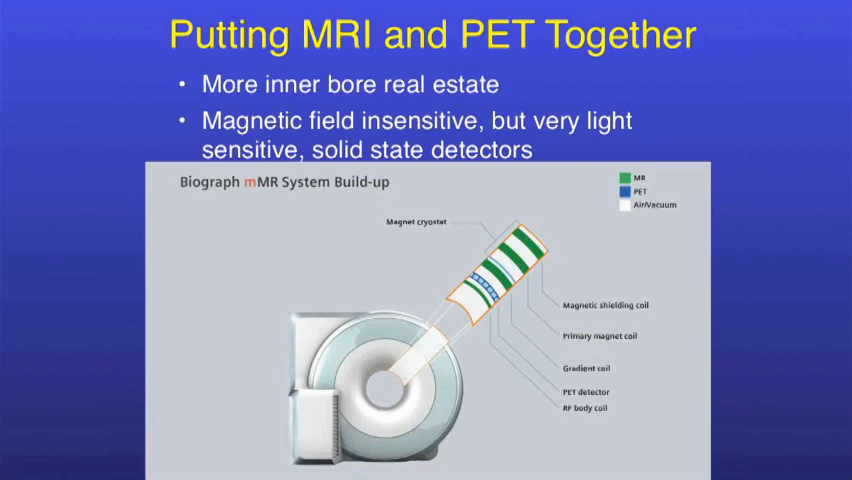 Putting MRI and PET Together
• More inner bore real estate
• Magnetic field insensitive, but very light
sensitive, solid state detectors
Biograph mMR System Build-up
MR
PET
Air/Vacuum
Magnet cryostat
Magnetic shielding coil
Primary magnet coil
Gradient coil
PET detector
RF body coil